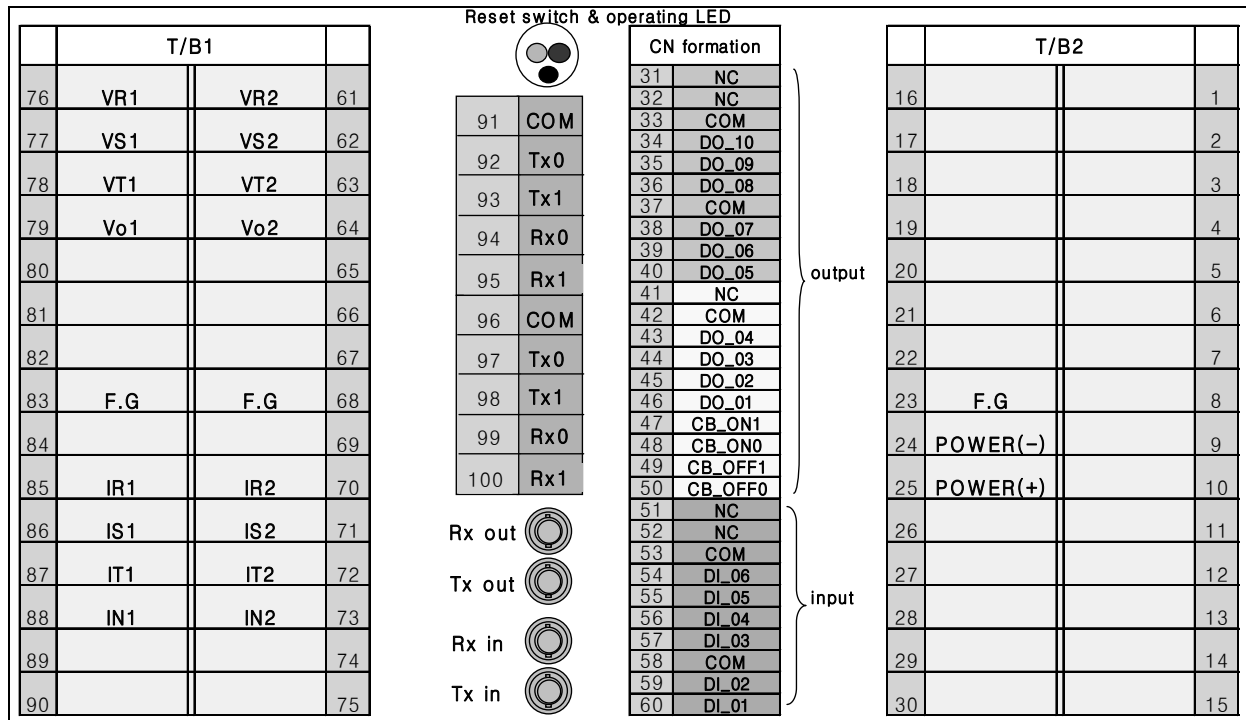 Reset switch & operating LED
T/B1
76 VR1 VR2 61
77 VS1 VS2 62
78 VT1 VT2 63
79 Vo1 Vo2 64
80 65
81 66
82 67
83 F.G F.G 68
84 69
85 IR1 IR2 70
86 IS1 IS2 71
87 IT1 IT2 72
88 IN1 IN2 73
89 74
90 75
91 COM
92 Tx0
93 Tx1
94 Rx0
95 Rx1
96 COM
97 Tx0
98 Tx1
99 Rx0
100 Rx1
Rx out
Tx out
Rx in
Tx in
CN formation
31 NC
32 NC
33 COM
34 DO_10
35 DO_09
36 DO_08
37 COM
38 DO_07
39 DO_06
40 DO_05
41 NC
42 COM
43 DO_04
44 DO_03
45 DO_02
46 DO_01
47 CB_ON1
48 CB_ON0
49 CB_OFF1
50 CB_OFF0
51 NC
52 NC
53 COM
54 DI_06
55 DI_05
56 DI_04
57 DI_03
58 COM
59 DI_02
60 DI_01
output
input
T/B2
16 1
17 2
18 3
19 4
20 5
21 6
22 7
23 F.G 8
24 POWER(-) 9
25 POWER(+) 10
26 11
27 12
28 13
29 14
30 15